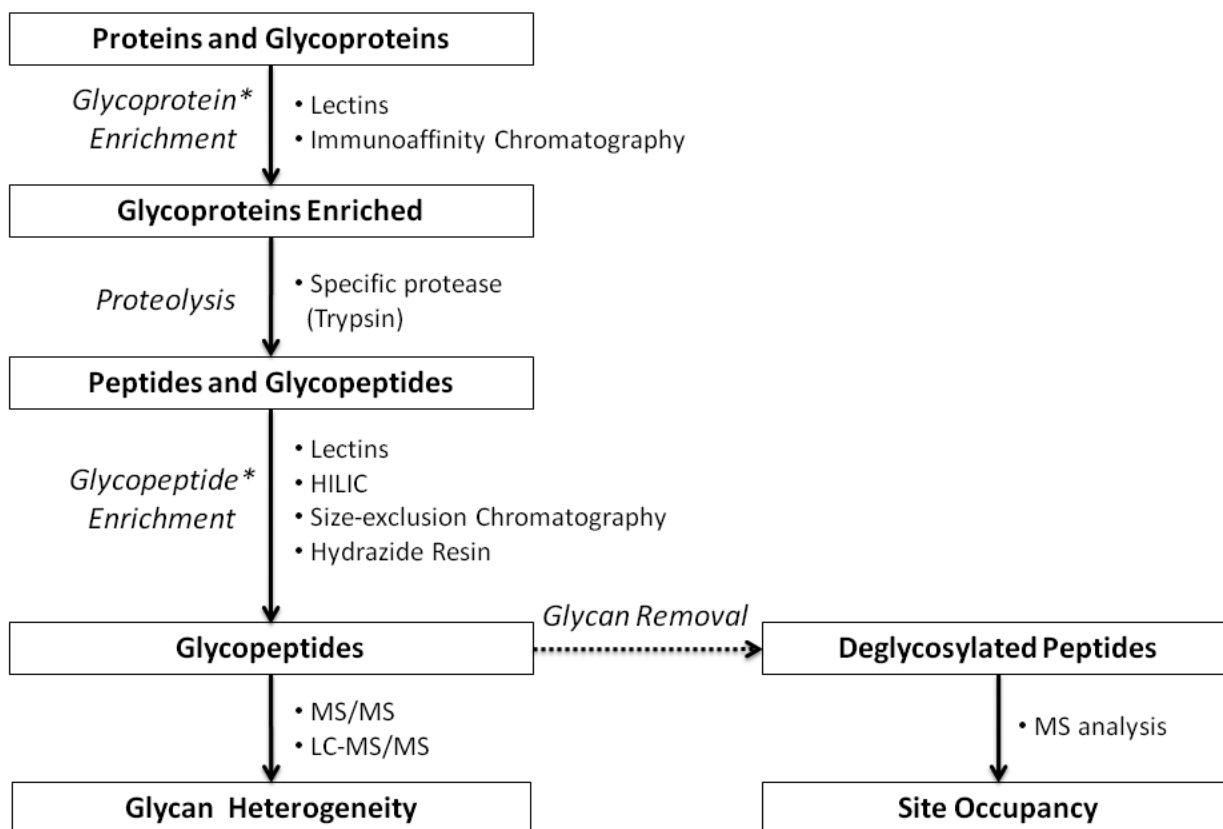 Proteins and Glycoproteins
Glycoprotein*
Enrichment
• Lectins
• Immunoaffinity Chromatography
Glycoproteins Enriched
Proteolysis
• Specific protease
(Trypsin)
Peptides and Glycopeptides
Glycopeptide*
Enrichment
• Lectins
• HILIC
• Size-exclusion Chromatography
• Hydrazide Resin
Glycopeptides
Glycan Removal
Deglycosylated Peptides
• MS/MS
• LC-MS/MS
• MS analysis
Glycan Heterogeneity
Site Occupancy